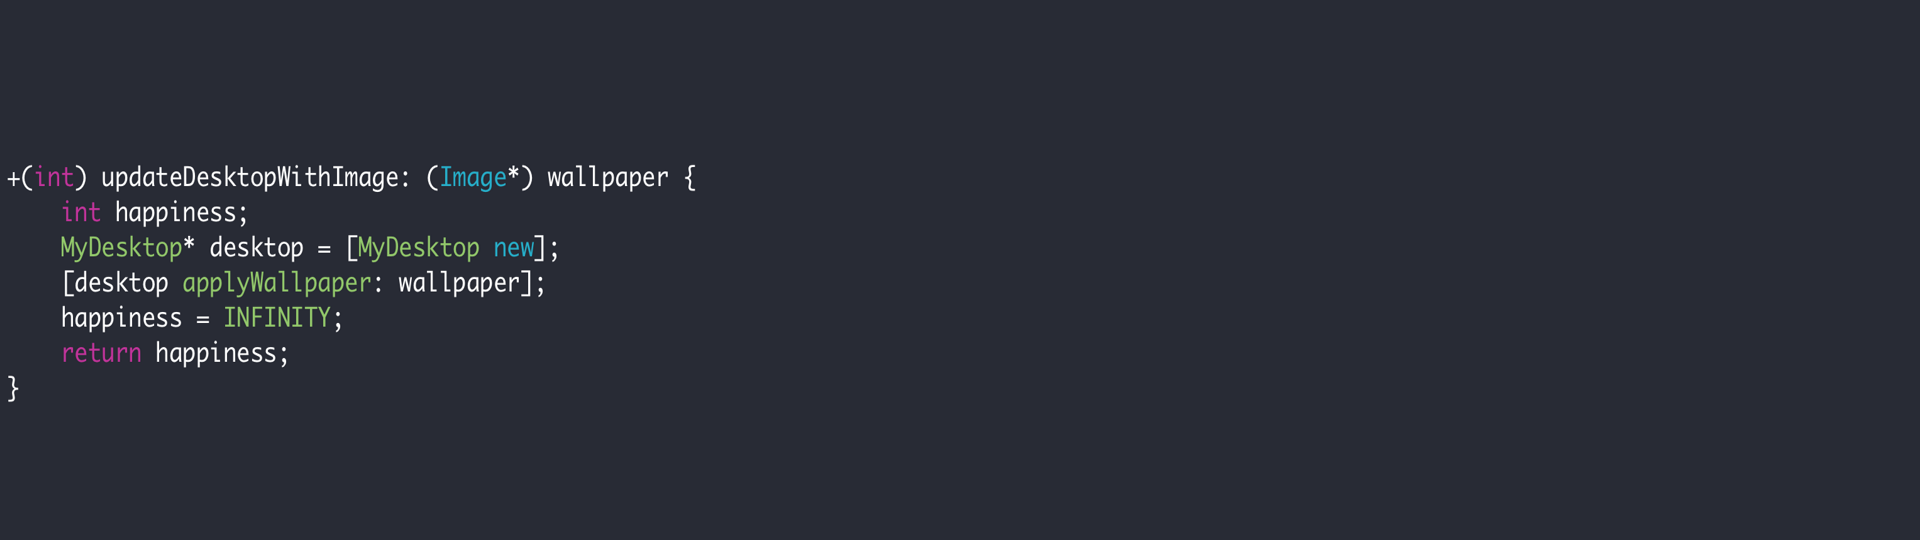 +(int) updateDesktopWithImage: (Image*) wallpaper {
    int happiness;
    MyDesktop* desktop = [MyDesktop new];
    [desktop applyWallpaper: wallpaper];
    happiness = INFINITY;
    return happiness;
}